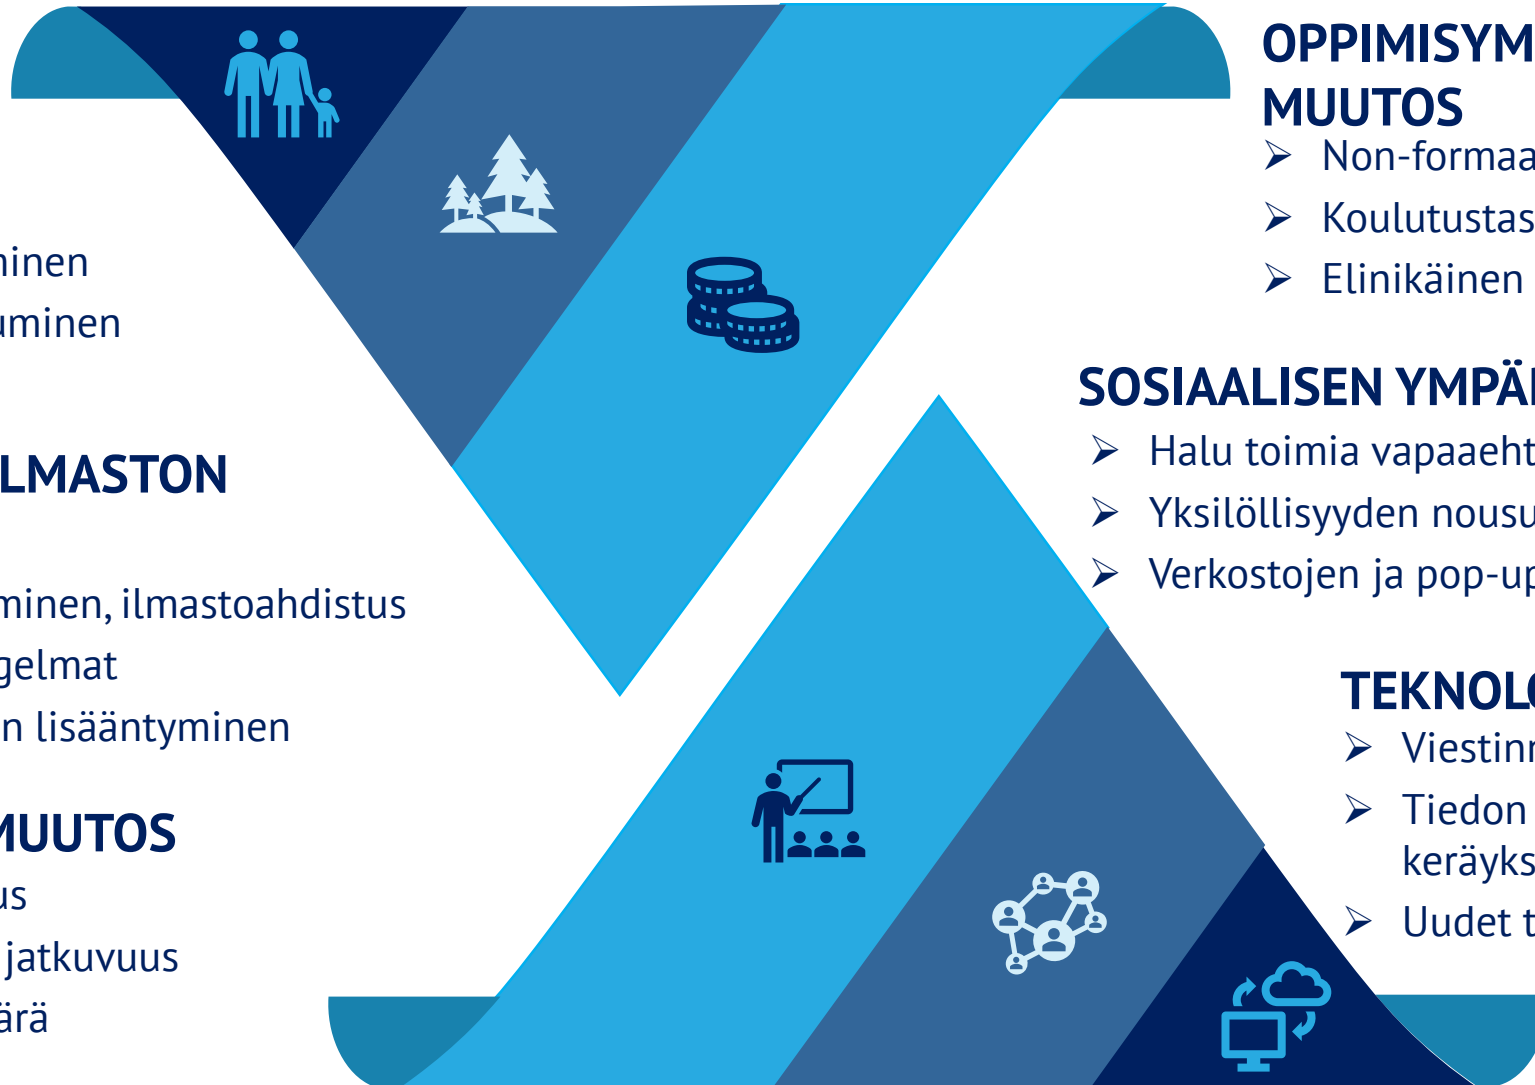 minen
uminen
LMASTON
minen, ilmastoahdistus
gelmat
n lisääntyminen
MUUTOS
us
jatkuvuus
ärä
OPPIMISYM
MUUTOS
➢ Non-formaa
➢ Koulutustas
➢ Elinikäinen
SOSIAALISEN YMPÄ
➢ Halu toimia vapaaeht
➢ Yksilöllisyyden nousu
➢ Verkostojen ja pop-up
TEKNOLO
➢ Viestinn
➢ Tiedon
keräyks
➢ Uudet t